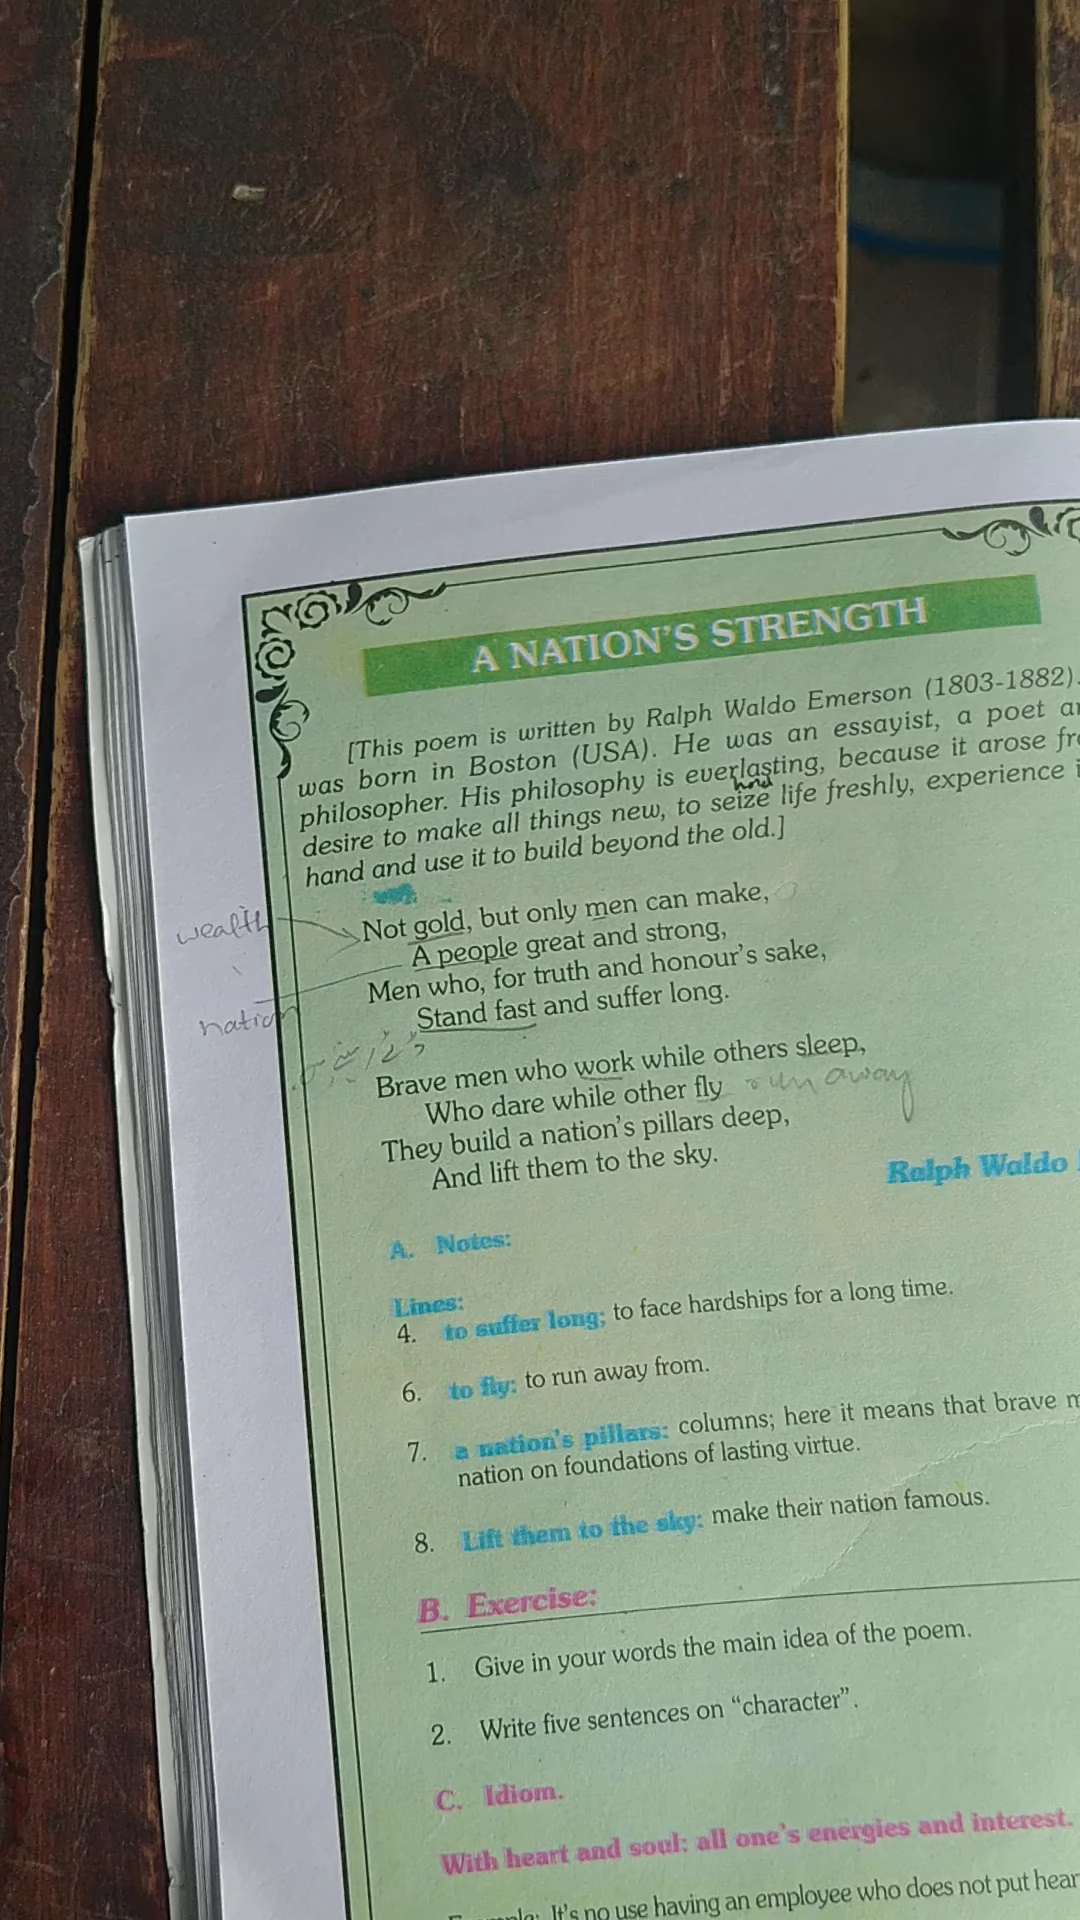 A NATION'S STRENGTH
[This poem is written by Ralph Waldo Emerson (1803-1882).
was born in Boston (USA). He was an essayist, a poet
philosopher. His philosophy is everlasting, because it arose
desire to make all things new, to seize life freshly, experience
hand and use it to build beyond the old.]
wealth
Not gold, but only men can make,
A people great and strong,
Men who, for truth and honour's sake,
nation
Stand fast and suffer long.
Brave men who work while others sleep,
Who dare while other fly run away
They build a nation's pillars deep,
And lift them to the sky.
Ralph Waldo
A. Notes:
Lines:
4. to suffer long; to face hardships for a long time.
6. to fly: to run away from.
7. a nation's pillars: columns; here it means that brave
nation on foundations of lasting virtue.
8. Lift them to the sky: make their nation famous.
B. Exercise:
1. Give in your words the main idea of the poem.
2. Write five sentences on "character".
C. Idiom.
With heart and soul: all one's energies and interest.
It's no use having an employee who does not put